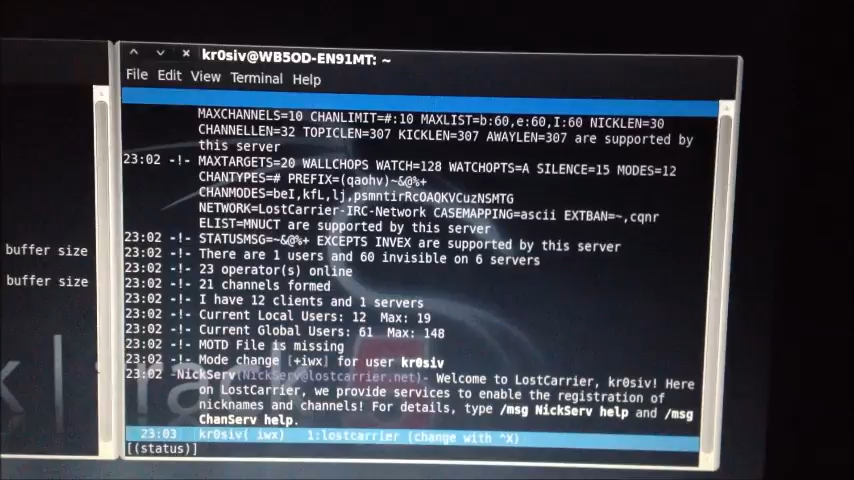 kr0siv@WB5OD-EN91MT: ~
File Edit View Terminal Help
MAXCHANNELS=10 CHANLIMIT=#:10 MAXLIST=b:60,e:60,I:60 NICKLEN=30
CHANNELLEN=32 TOPICLEN=307 KICKLEN=307 AWAYLEN=307 are supported by
this server
23:02 -!- MAXTARGETS=20 WALLCHOPS WATCH=128 WATCHOPTS=A SILENCE=15 MODES=12
CHANTYPES=# PREFIX=(qaohv)~&@%+
CHANMODES=beI,kfL,lj,psmntirRcOAQKVCuzNSMTG
NETWORK=LostCarrier-IRC-Network CASEMAPPING=ascii EXTBAN=~,cqnr
ELIST=MNUCT are supported by this server
23:02 -!- STATUSMSG=~&@%+ EXCEPTS INVEX are supported by this server
23:02 -!- There are 1 users and 60 invisible on 6 servers
23:02 -!- 23 operator(s) online
23:02 -!- 21 channels formed
23:02 -!- I have 12 clients and 1 servers
23:02 -!- Current Local Users: 12  Max: 19
23:02 -!- Current Global Users: 61  Max: 148
23:02 -!- MOTD File is missing
23:02 -!- Mode change [+iwx] for user kr0siv
23:02 -NickServ(NickServ@lostcarrier.net)- Welcome to LostCarrier, kr0siv! Here
on LostCarrier, we provide services to enable the registration of
nicknames and channels! For details, type /msg NickServ help and /msg
ChanServ help.
23:03   kr0siv( iwx)   1:lostcarrier (change with ^X)
[(status)]
buffer size
buffer size